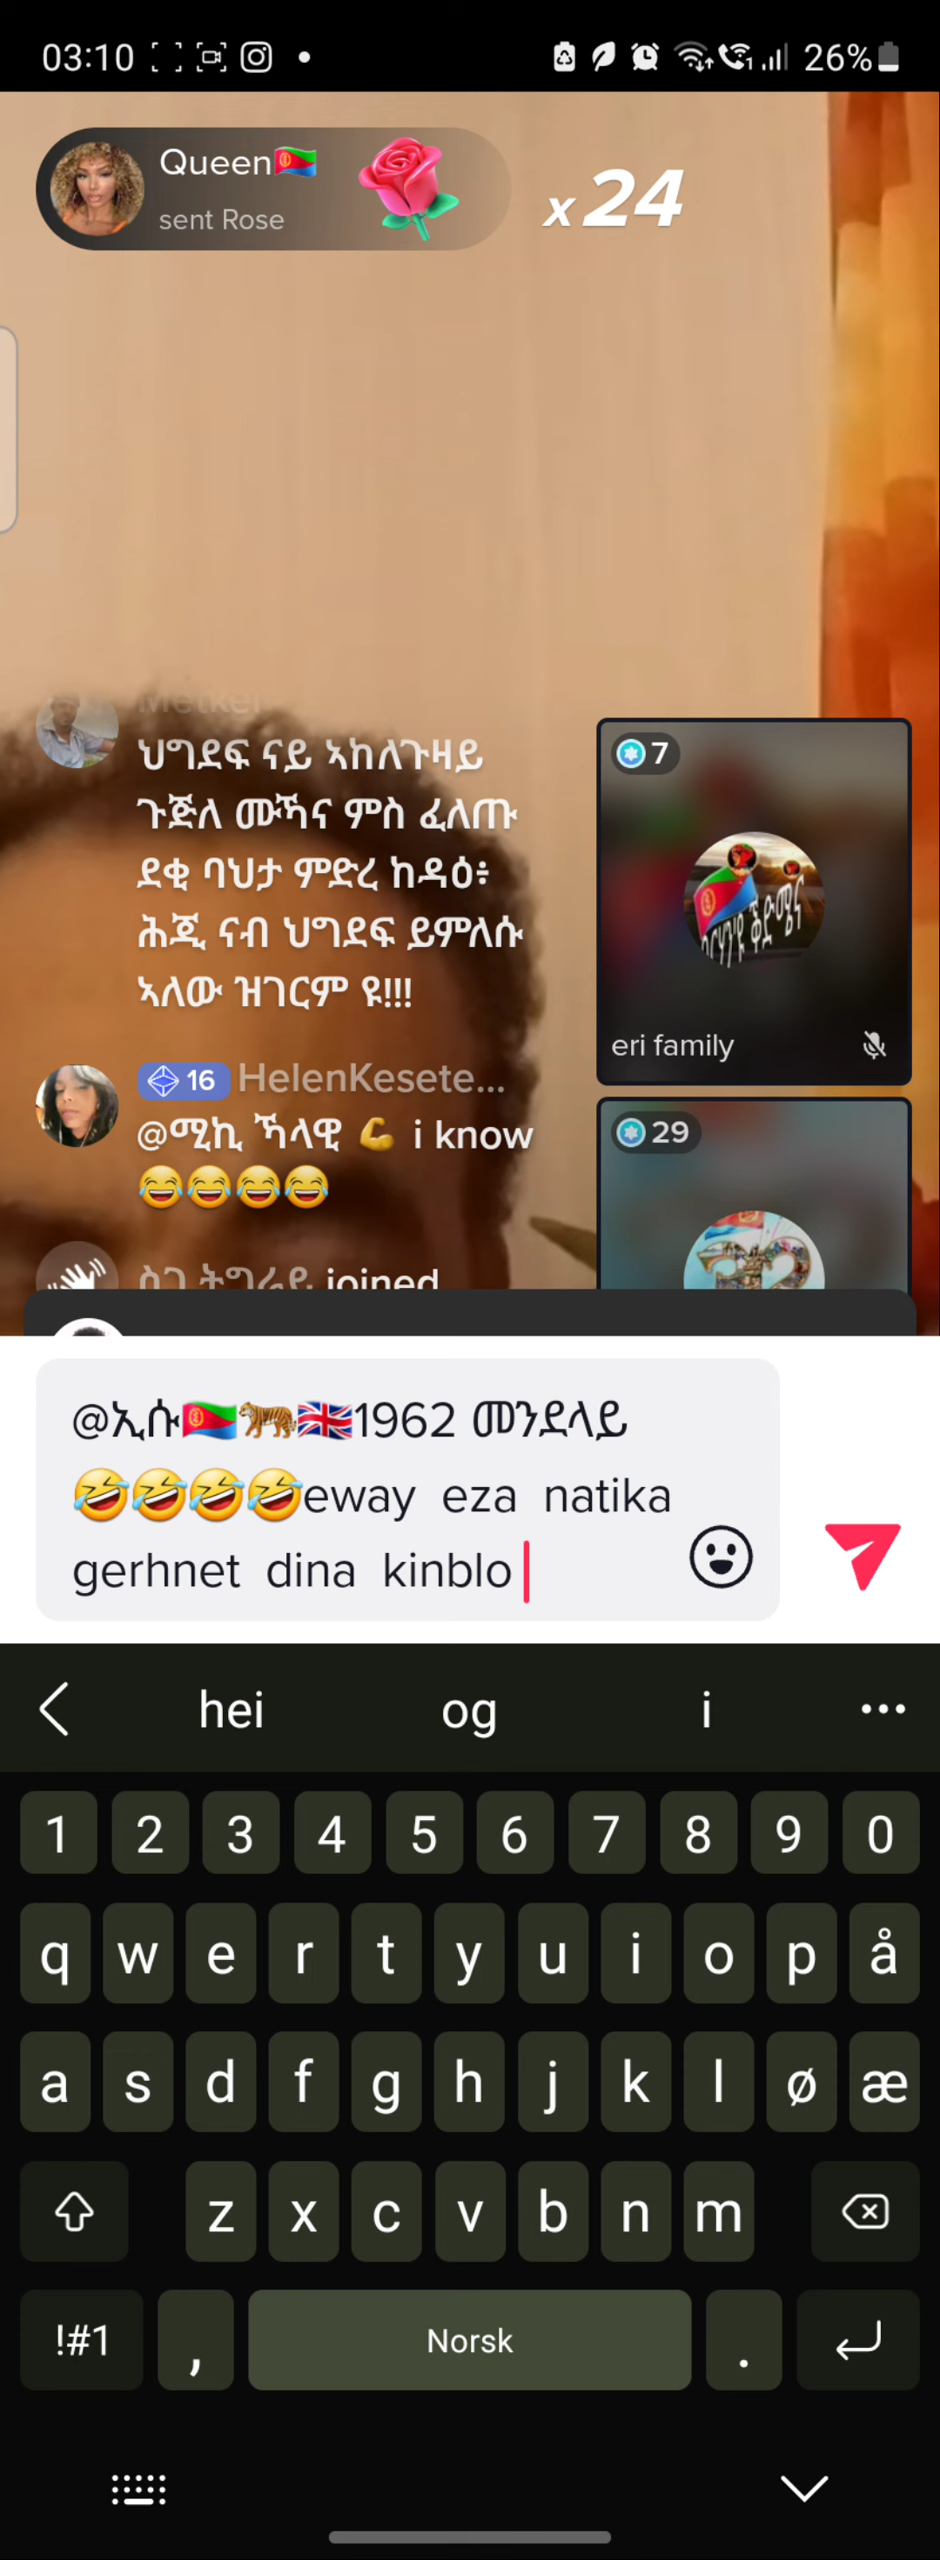 03:10
26%
Queen🇪🇷
sent Rose
x 24
Metkel
ህግደፍ ናይ ኣከለጉዛይ
ጉጅለ ሙኻና ምስ ፈለጡ
ደቂ ባህታ ምድረ ከዳዕ፥
ሕጂ ናብ ህግደፍ ይምለሱ
ኣለው ዝገርም ዩ!!!
7
eri family
16 HelenKesete...
@ሚኪ ኻላዊ 💪 i know
😂😂😂😂
29
joined
@ኢሱ🇪🇷🐅🇬🇧1962 መንደላይ
🤣🤣🤣🤣eway eza natika
gerhnet dina kinblo
hei og i
1 2 3 4 5 6 7 8 9 0
q w e r t y u i o p å
a s d f g h j k l ø æ
z x c v b n m
!#1 , Norsk .